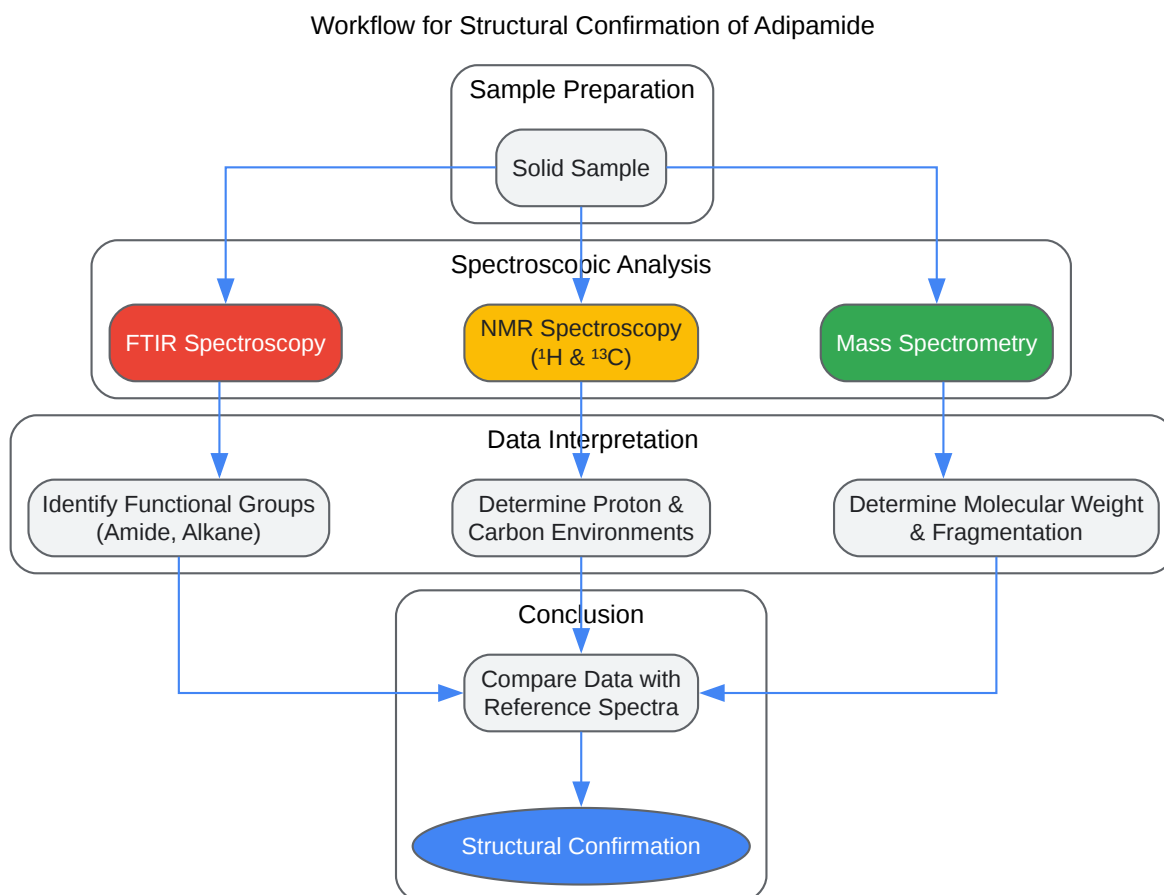 Workflow for Structural Confirmation of Adipamide
Sample Preparation
Solid Sample
Spectroscopic Analysis
FTIR Spectroscopy
NMR Spectroscopy
(¹H & ¹³C)
Mass Spectrometry
Data Interpretation
Identify Functional Groups
(Amide, Alkane)
Determine Proton &
Carbon Environments
Determine Molecular Weight
& Fragmentation
Conclusion
Compare Data with
Reference Spectra
Structural Confirmation